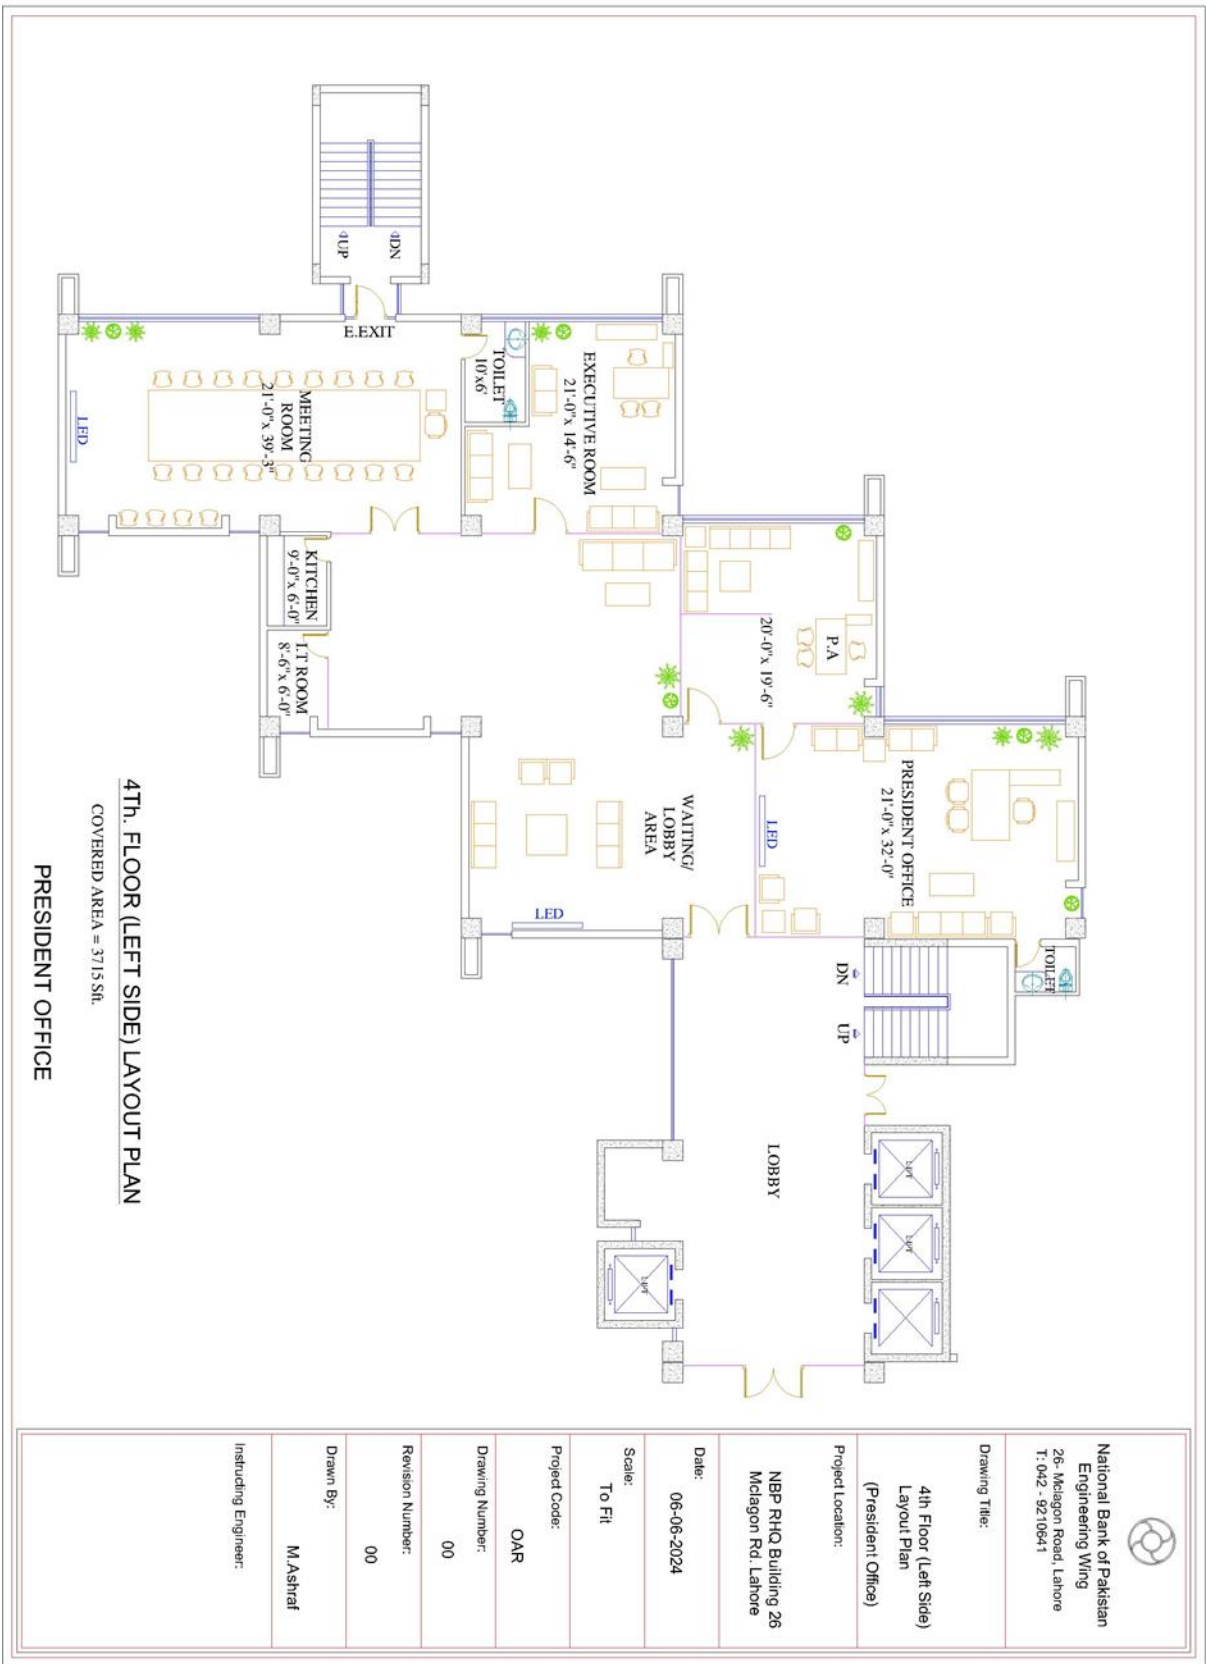 UP
DN
E.EXIT
MEETING
ROOM
21'-0"x 39'-3"
LED
TOILET
10'x6'
EXECUTIVE ROOM
21'-0"x 14'-6"
KITCHEN
9'-0"x 6'-0"
I.T ROOM
8'-6"x 6'-0"
P.A
20'-0"x 19'-6"
PRESIDENT OFFICE
21'-0"x 32'-0"
LED
WAITING/
LOBBY
AREA
LED
TOILET
DN
UP
LOBBY
LIFT
LIFT
LIFT
4Th. FLOOR (LEFT SIDE) LAYOUT PLAN
COVERED AREA = 3715 Sft.
PRESIDENT OFFICE
National Bank of Pakistan
Engineering Wing
26- Mclagon Road, Lahore
T: 042 - 9210641
Drawing Title:
4th Floor (Left Side)
Layout Plan
(President Office)
Project Location:
NBP RHQ Building 26
Mclagon Rd. Lahore
Date:
06-06-2024
Scale:
To Fit
Project Code:
OAR
Drawing Number:
00
Revision Number:
00
Drawn By:
M.Ashraf
Instructing Engineer: